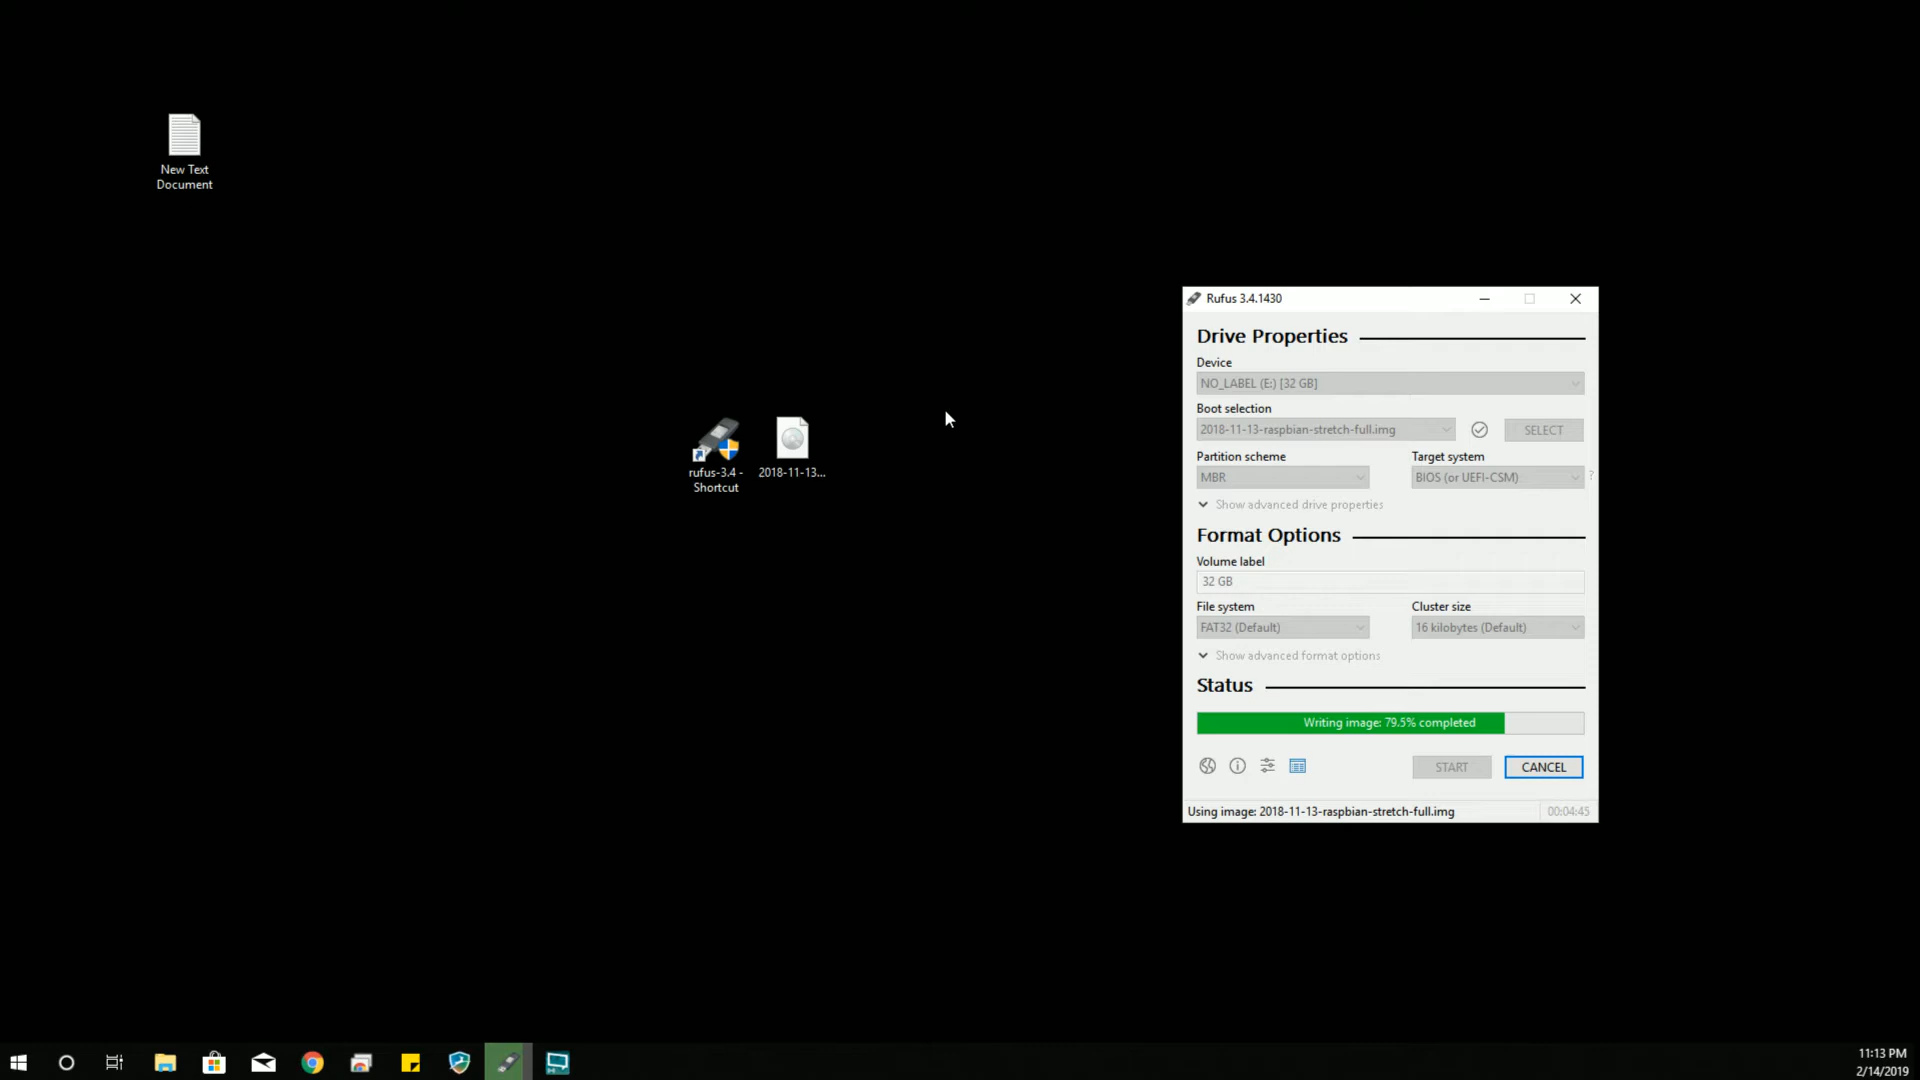 New Text
Document
rufus-3.4 -
Shortcut
2018-11-13...
Rufus 3.4.1430
Drive Properties
Device
NO_LABEL (E:) [32 GB]
Boot selection
2018-11-13-raspbian-stretch-full.img
SELECT
Partition scheme
Target system
MBR
BIOS (or UEFI-CSM)
?
Show advanced drive properties
Format Options
Volume label
32 GB
File system
Cluster size
FAT32 (Default)
16 kilobytes (Default)
Show advanced format options
Status
Writing image: 79.5% completed
START
CANCEL
Using image: 2018-11-13-raspbian-stretch-full.img
00:04:45
11:13 PM
2/14/2019